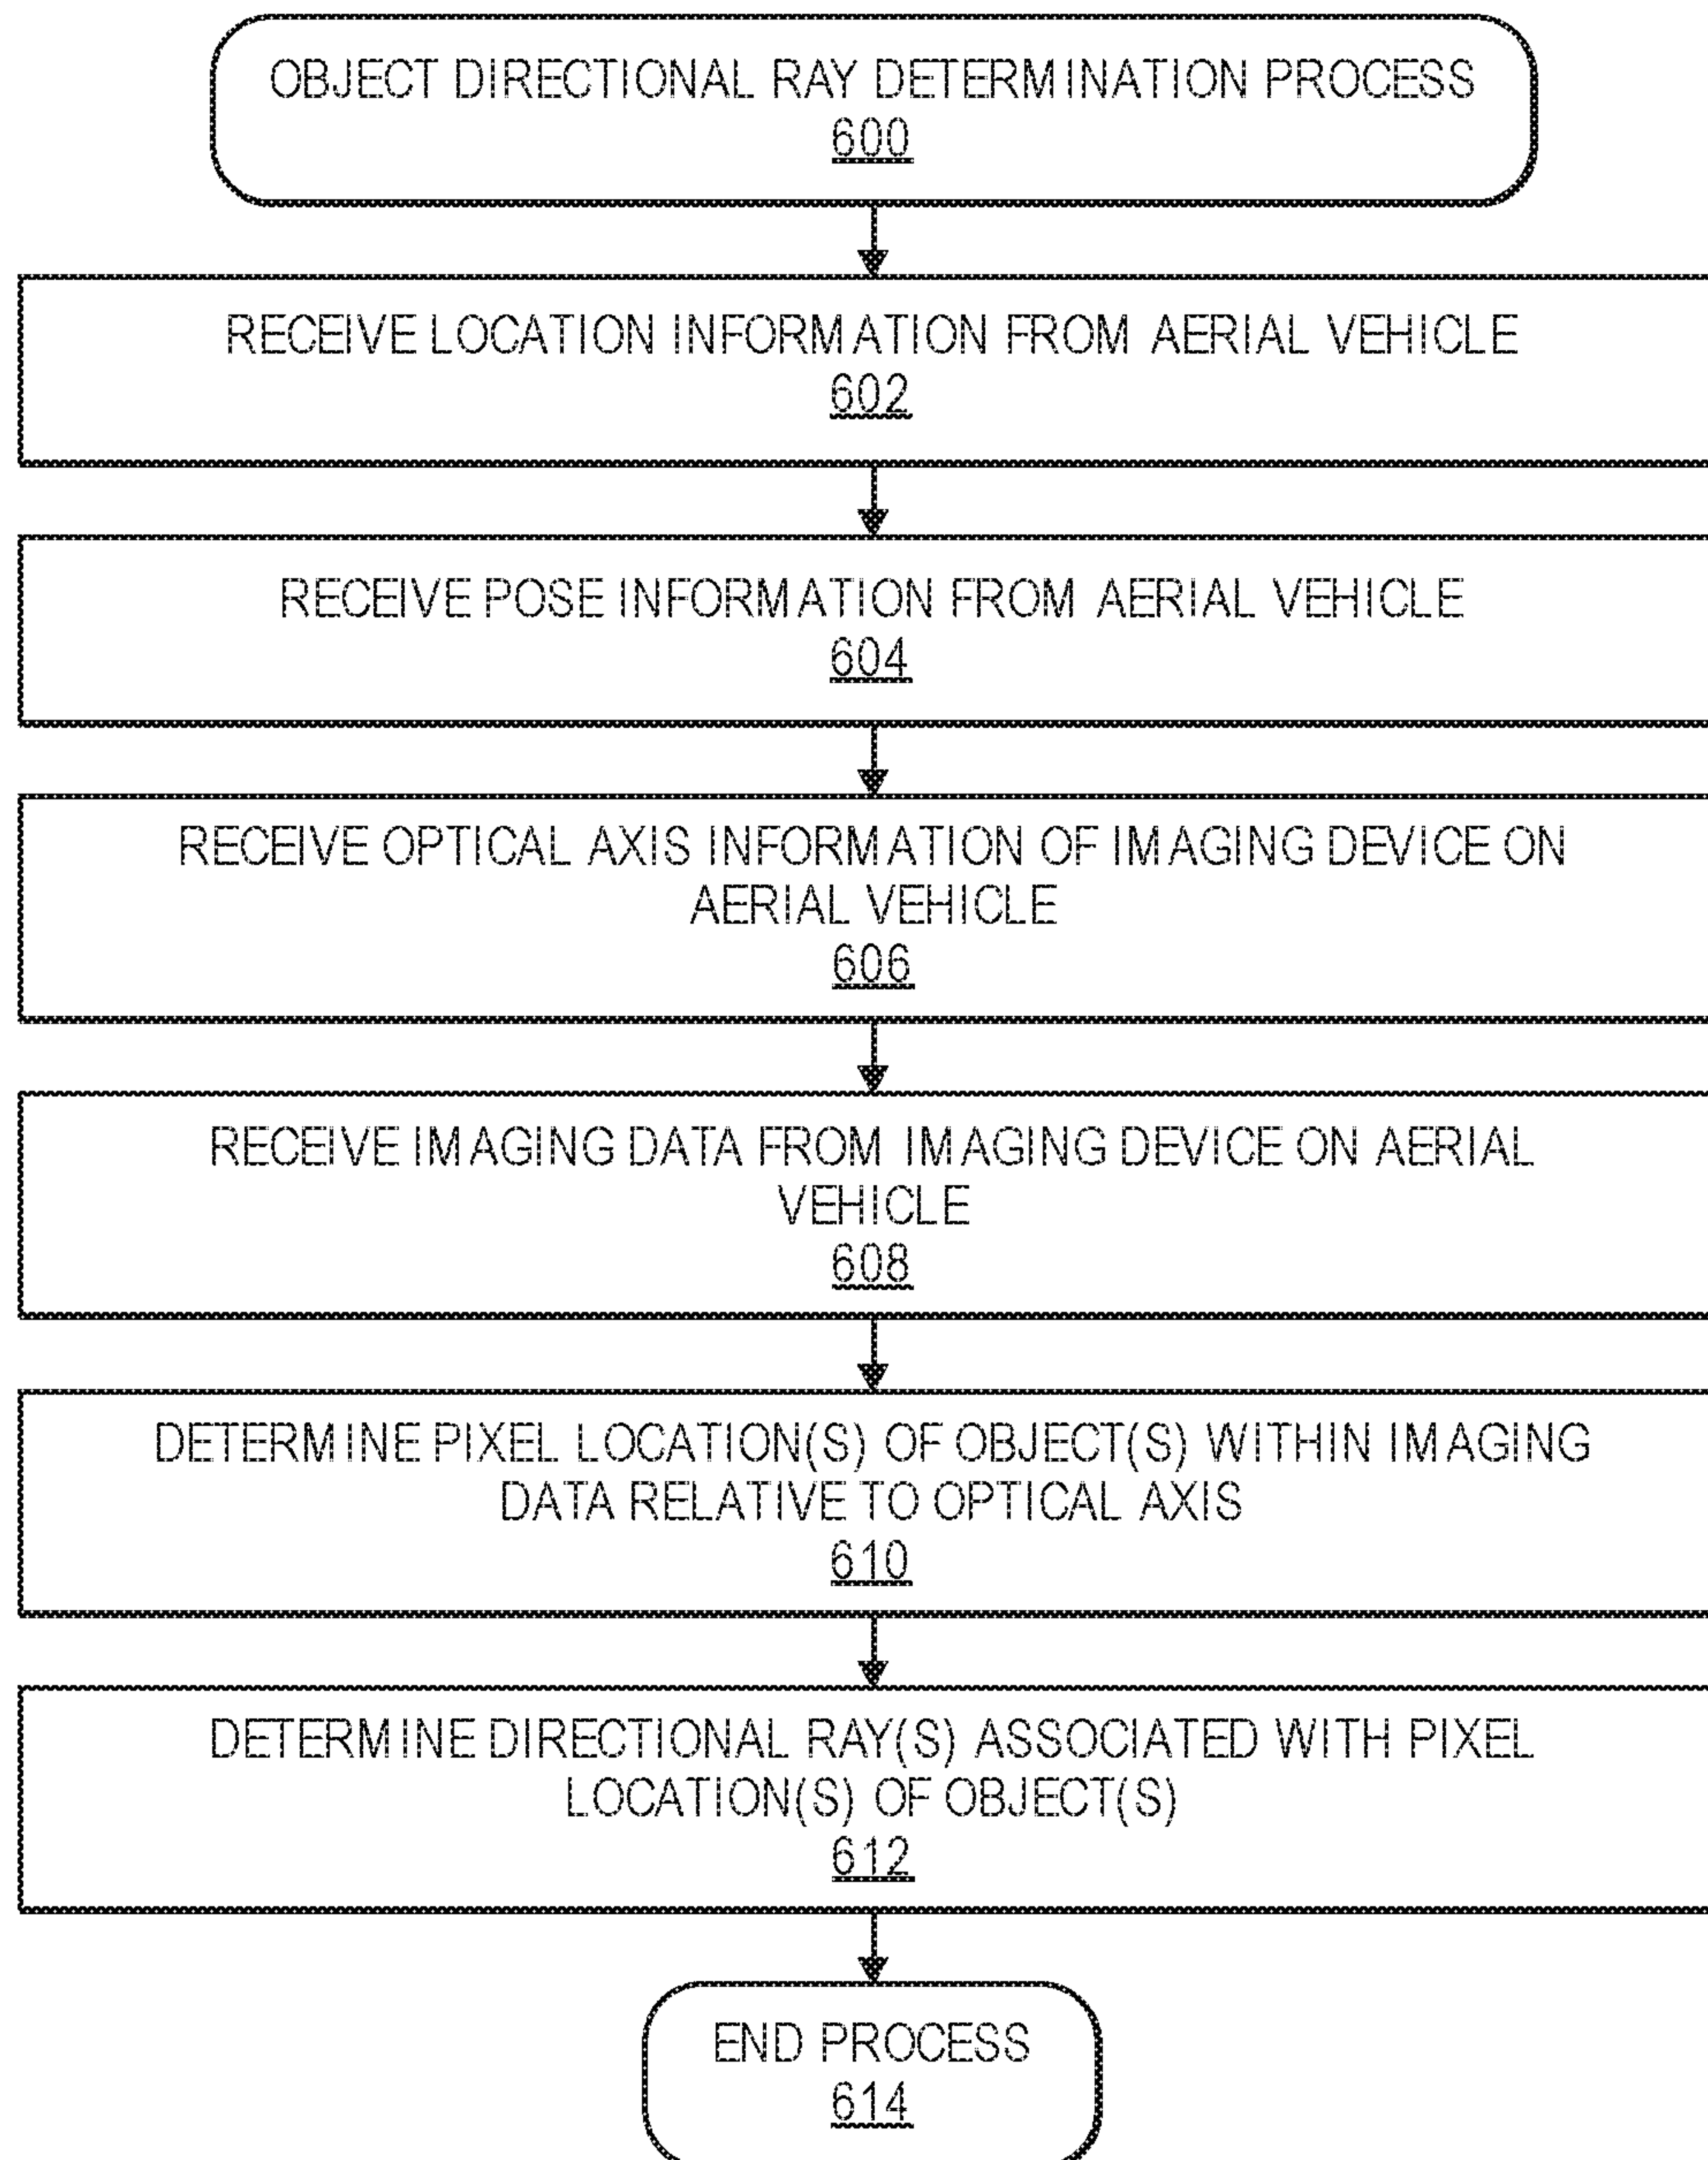 OBJECT DIRECTIONAL RAY DETERMINATION PROCESS
600
RECEIVE LOCATION INFORMATION FROM AERIAL VEHICLE
602
RECEIVE POSE INFORMATION FROM AERIAL VEHICLE
604
RECEIVE OPTICAL AXIS INFORMATION OF IMAGING DEVICE ON
AERIAL VEHICLE
606
RECEIVE IMAGING DATA FROM IMAGING DEVICE ON AERIAL
VEHICLE
608
DETERMINE PIXEL LOCATION(S) OF OBJECT(S) WITHIN IMAGING
DATA RELATIVE TO OPTICAL AXIS
610
DETERMINE DIRECTIONAL RAY(S) ASSOCIATED WITH PIXEL
LOCATION(S) OF OBJECT(S)
612
END PROCESS
614